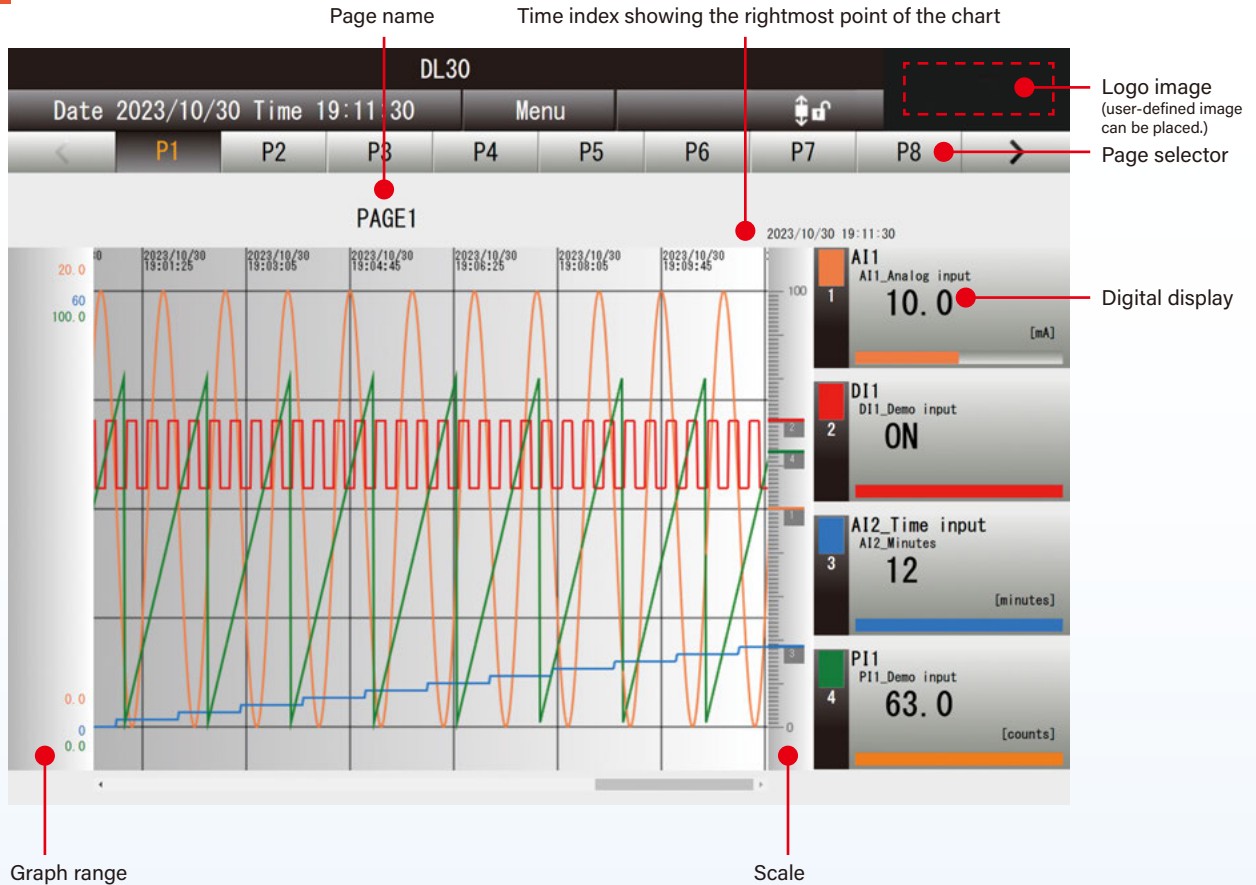 Page name
Time index showing the rightmost point of the chart
DL30
Date 2023/10/30 Time 19:11:30
Menu
Logo image
(user-defined image
can be placed.)
P1 P2 P3 P4 P5 P6 P7 P8
Page selector
PAGE1
2023/10/30 19:11:30
2023/10/30 2023/10/30 2023/10/30 2023/10/30 2023/10/30 2023/10/30
19:01:25 19:03:05 19:04:45 19:06:25 19:08:05 19:09:45
20.0
60
100.0
100
2
4
1
3
0
0.0
0
0.0
AI1
AI1_Analog input
1
10.0
[mA]
Digital display
DI1
DI1_Demo input
2
ON
AI2_Time input
AI2_Minutes
3
12
[minutes]
PI1
PI1_Demo input
4
63.0
[counts]
Graph range
Scale